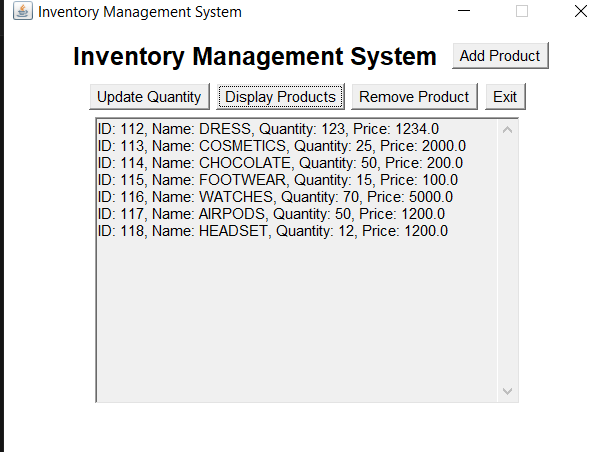 Inventory Management System
Inventory Management System Add Product
Update Quantity Display Products Remove Product Exit
ID: 112, Name: DRESS, Quantity: 123, Price: 1234.0
ID: 113, Name: COSMETICS, Quantity: 25, Price: 2000.0
ID: 114, Name: CHOCOLATE, Quantity: 50, Price: 200.0
ID: 115, Name: FOOTWEAR, Quantity: 15, Price: 100.0
ID: 116, Name: WATCHES, Quantity: 70, Price: 5000.0
ID: 117, Name: AIRPODS, Quantity: 50, Price: 1200.0
ID: 118, Name: HEADSET, Quantity: 12, Price: 1200.0